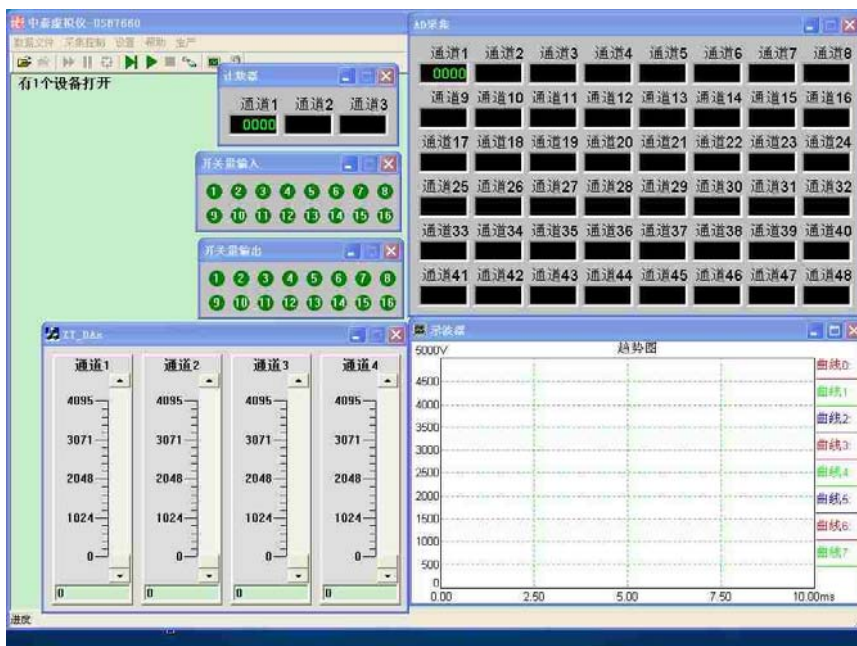 中泰虚拟仪-USB7660
数据文件 采集控制 设置 帮助 生产
有1个设备打开
计数器
通道1 通道2 通道3
0000
开关量输入
1 2 3 4 5 6 7 8
9 10 11 12 13 14 15 16
开关量输出
1 2 3 4 5 6 7 8
9 10 11 12 13 14 15 16
AD采集
通道1 通道2 通道3 通道4 通道5 通道6 通道7 通道8
0000
通道9 通道10 通道11 通道12 通道13 通道14 通道15 通道16
通道17 通道18 通道19 通道20 通道21 通道22 通道23 通道24
通道25 通道26 通道27 通道28 通道29 通道30 通道31 通道32
通道33 通道34 通道35 通道36 通道37 通道38 通道39 通道40
通道41 通道42 通道43 通道44 通道45 通道46 通道47 通道48
ZT_DAs
通道1 通道2 通道3 通道4
4095 4095 4095 4095
3071 3071 3071 3071
2048 2048 2048 2048
1024 1024 1024 1024
0 0 0 0
0 0 0 0
示波器
趋势图
5000V
4500
4000
3500
3000
2500
2000
1500
1000
500
0
0.00 2.50 5.00 7.50 10.00ms
曲线0:
曲线1:
曲线2:
曲线3:
曲线4:
曲线5:
曲线6:
曲线7:
进度